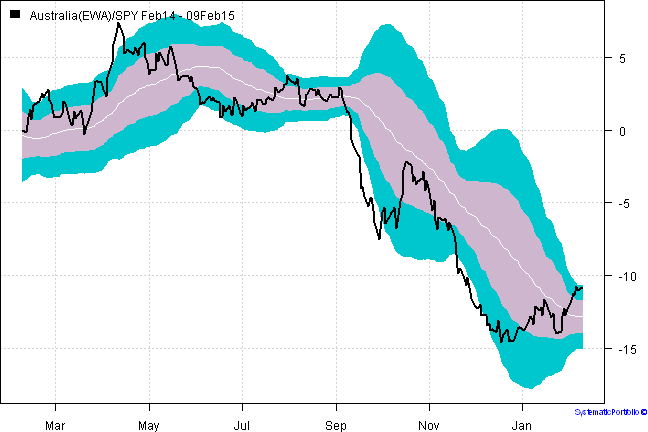 Australia(EWA)/SPY Feb14 - 09Feb15
5
0
-5
-10
-15
SystematicPortfolio ©
Mar May Jul Sep Nov Jan